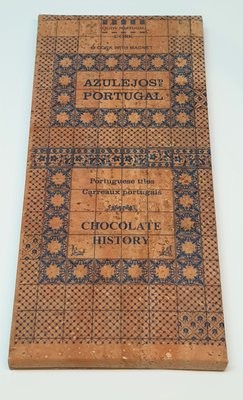 AZULEJOS DE
PORTUGAL
Portuguese tiles
Carreaux portugais
CHOCOLATE
HISTORY